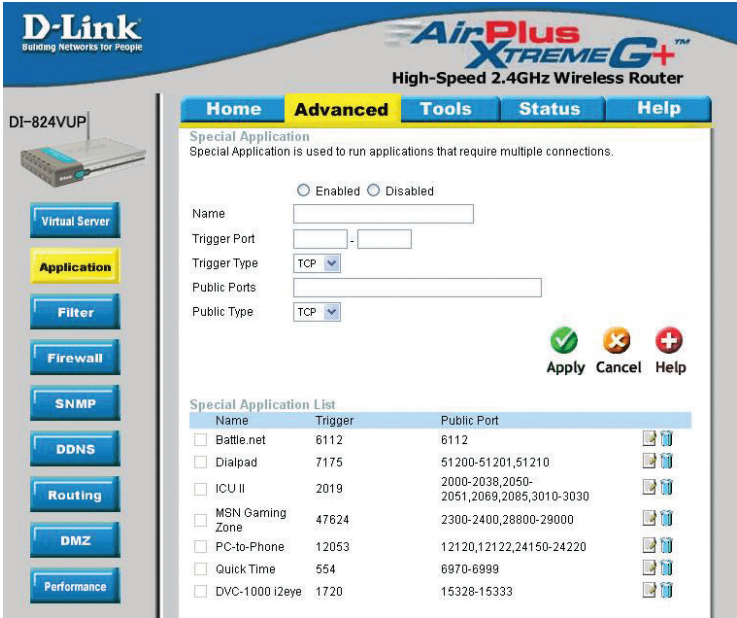 D-Link
Building Networks for People
AirPlus
XTREME G+™
High-Speed 2.4GHz Wireless Router
DI-824VUP
Home Advanced Tools Status Help
Virtual Server
Application
Filter
Firewall
SNMP
DDNS
Routing
DMZ
Performance
Special Application
Special Application is used to run applications that require multiple connections.
Enabled Disabled
Name
Trigger Port -
Trigger Type TCP
Public Ports
Public Type TCP
Apply Cancel Help
Special Application List
Name Trigger Public Port
Battle.net 6112 6112
Dialpad 7175 51200-51201,51210
ICU II 2019 2000-2038,2050-
2051,2069,2085,3010-3030
MSN Gaming
Zone 47624 2300-2400,28800-29000
PC-to-Phone 12053 12120,12122,24150-24220
Quick Time 554 6970-6999
DVC-1000 i2eye 1720 15328-15333